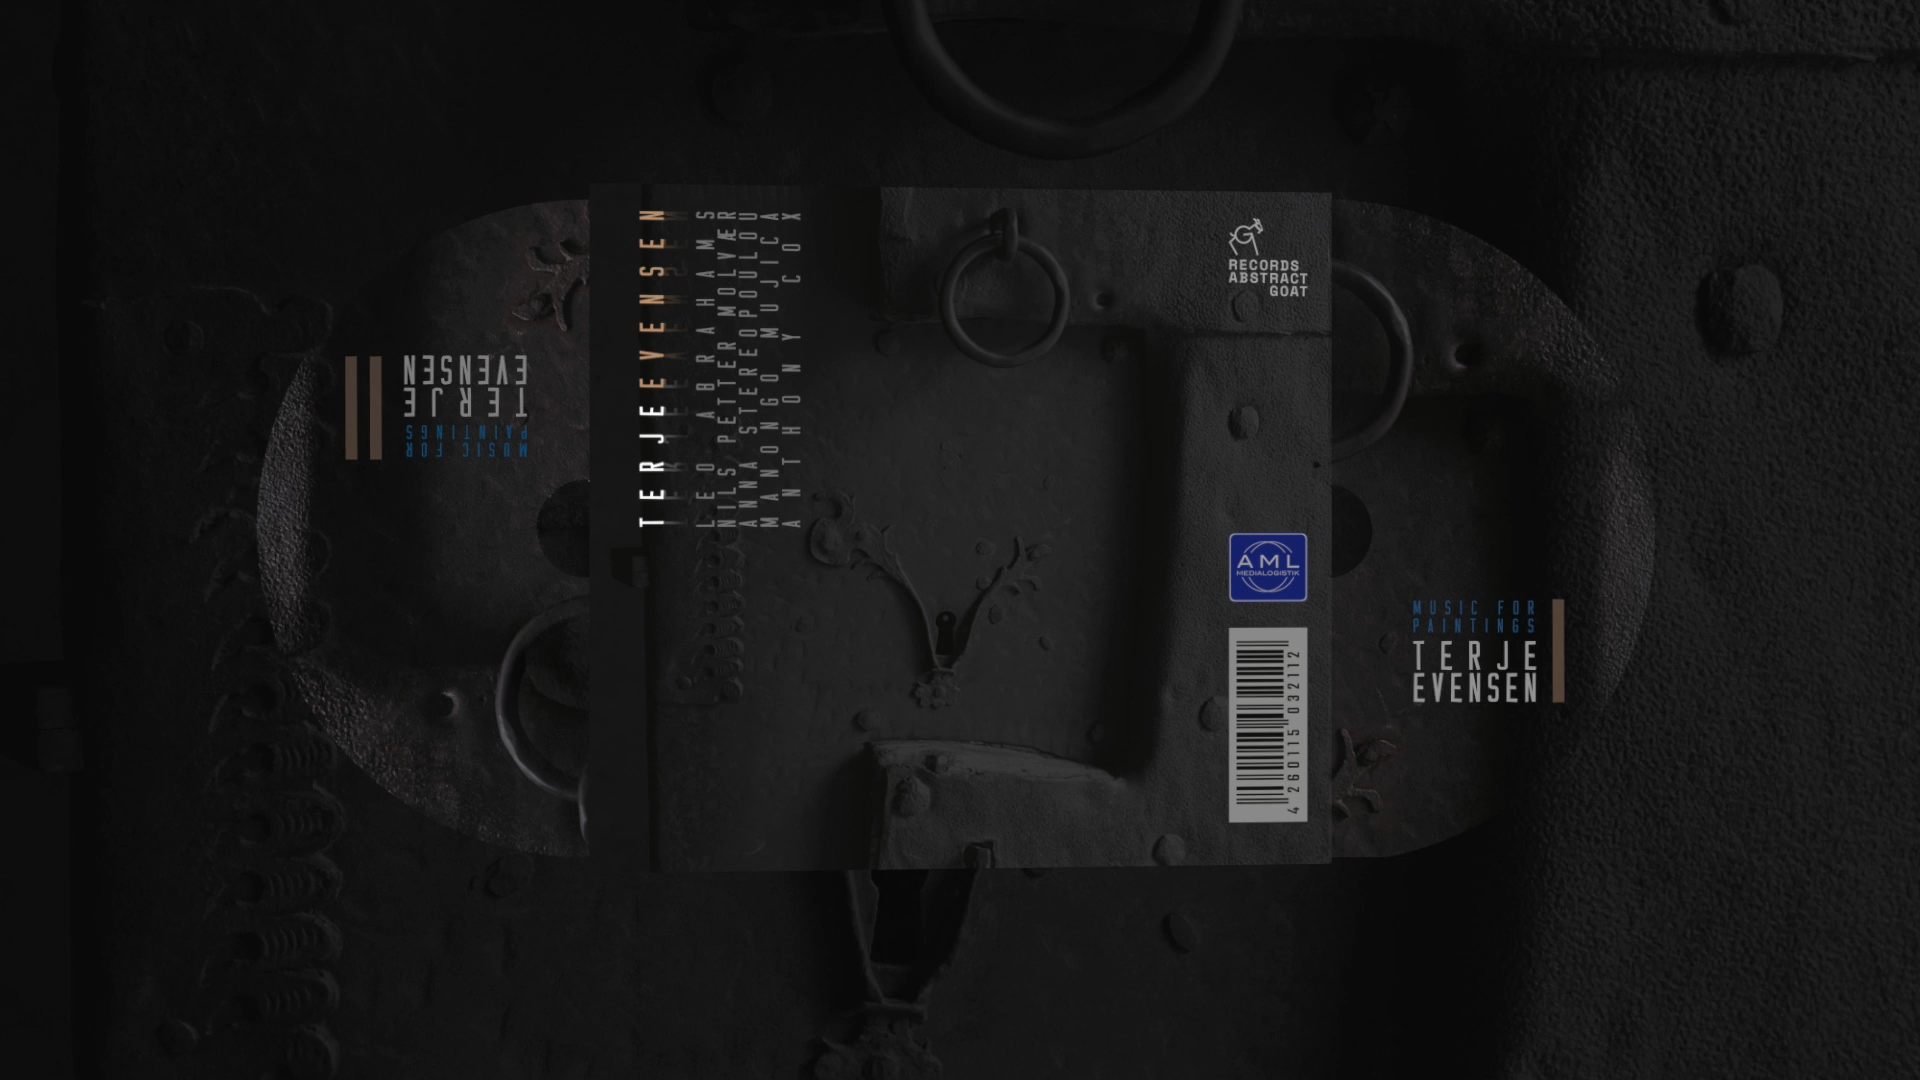 MUSIC FOR
PAINTINGS
TERJE
EVENSEN
TERJE EVENSEN
LEO ABRAHAMS
NILS PETTER MOLVÆR
ANNA STEREOPOULOU
MANONGO MUJICA
ANTHONY COX
RECORDS
ABSTRACT
GOAT
AML
MEDIALOGISTIK
4 260115 032112
MUSIC FOR
PAINTINGS
TERJE
EVENSEN